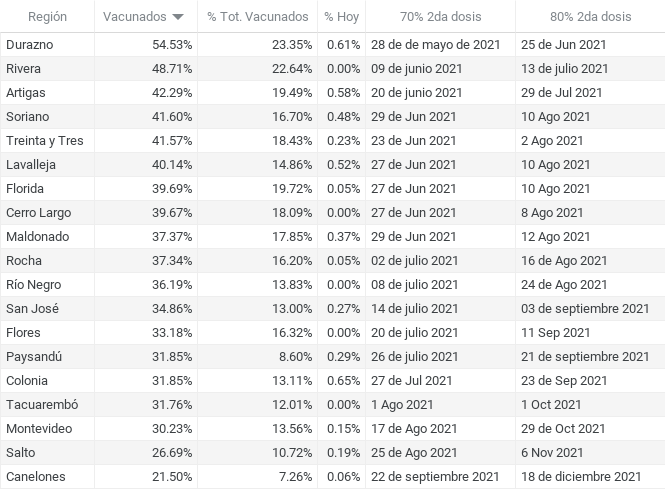 Región Vacunados % Tot. Vacunados % Hoy 70% 2da dosis 80% 2da dosis
Durazno 54.53% 23.35% 0.61% 28 de de mayo de 2021 25 de Jun 2021
Rivera 48.71% 22.64% 0.00% 09 de junio 2021 13 de julio 2021
Artigas 42.29% 19.49% 0.58% 20 de junio 2021 29 de Jul 2021
Soriano 41.60% 16.70% 0.48% 29 de Jun 2021 10 Ago 2021
Treinta y Tres 41.57% 18.43% 0.23% 23 de Jun 2021 2 Ago 2021
Lavalleja 40.14% 14.86% 0.52% 27 de Jun 2021 10 Ago 2021
Florida 39.69% 19.72% 0.05% 27 de Jun 2021 10 Ago 2021
Cerro Largo 39.67% 18.09% 0.00% 27 de Jun 2021 8 Ago 2021
Maldonado 37.37% 17.85% 0.37% 29 de Jun 2021 12 Ago 2021
Rocha 37.34% 16.20% 0.05% 02 de julio 2021 16 de Ago 2021
Río Negro 36.19% 13.83% 0.00% 08 de julio 2021 24 de Ago 2021
San José 34.86% 13.00% 0.27% 14 de julio 2021 03 de septiembre 2021
Flores 33.18% 16.32% 0.00% 20 de julio 2021 11 Sep 2021
Paysandú 31.85% 8.60% 0.29% 26 de julio 2021 21 de septiembre 2021
Colonia 31.85% 13.11% 0.65% 27 de Jul 2021 23 de Sep 2021
Tacuarembó 31.76% 12.01% 0.00% 1 Ago 2021 1 Oct 2021
Montevideo 30.23% 13.56% 0.15% 17 de Ago 2021 29 de Oct 2021
Salto 26.69% 10.72% 0.19% 25 de Ago 2021 6 Nov 2021
Canelones 21.50% 7.26% 0.06% 22 de septiembre 2021 18 de diciembre 2021